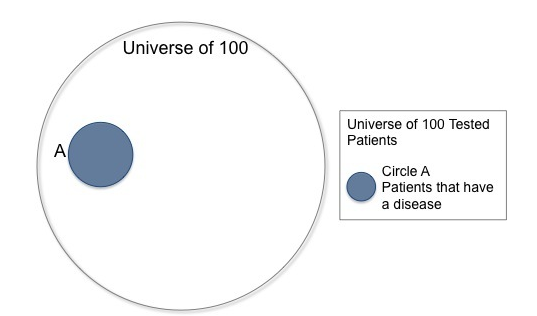 Universe of 100
A
Universe of 100 Tested
Patients
Circle A
Patients that have
a disease